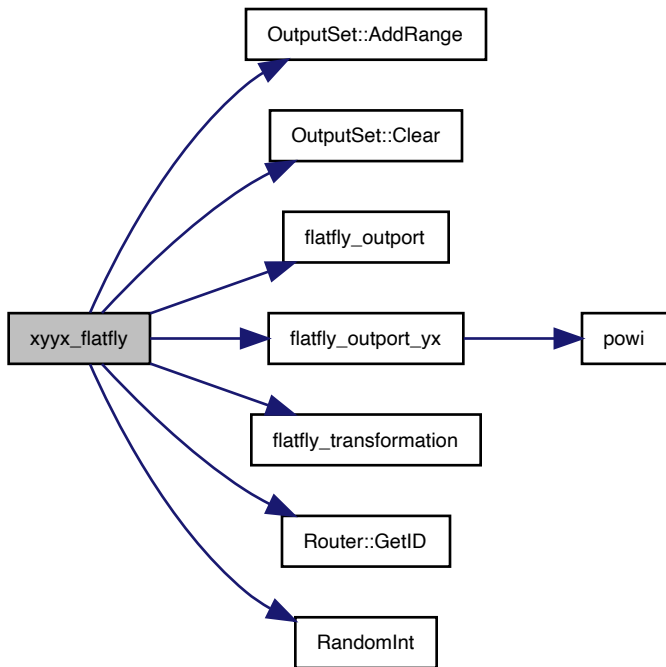 OutputSet::AddRange
OutputSet::Clear
flatfly_outport
xyyx_flatfly
flatfly_outport_yx
powi
flatfly_transformation
Router::GetID
RandomInt